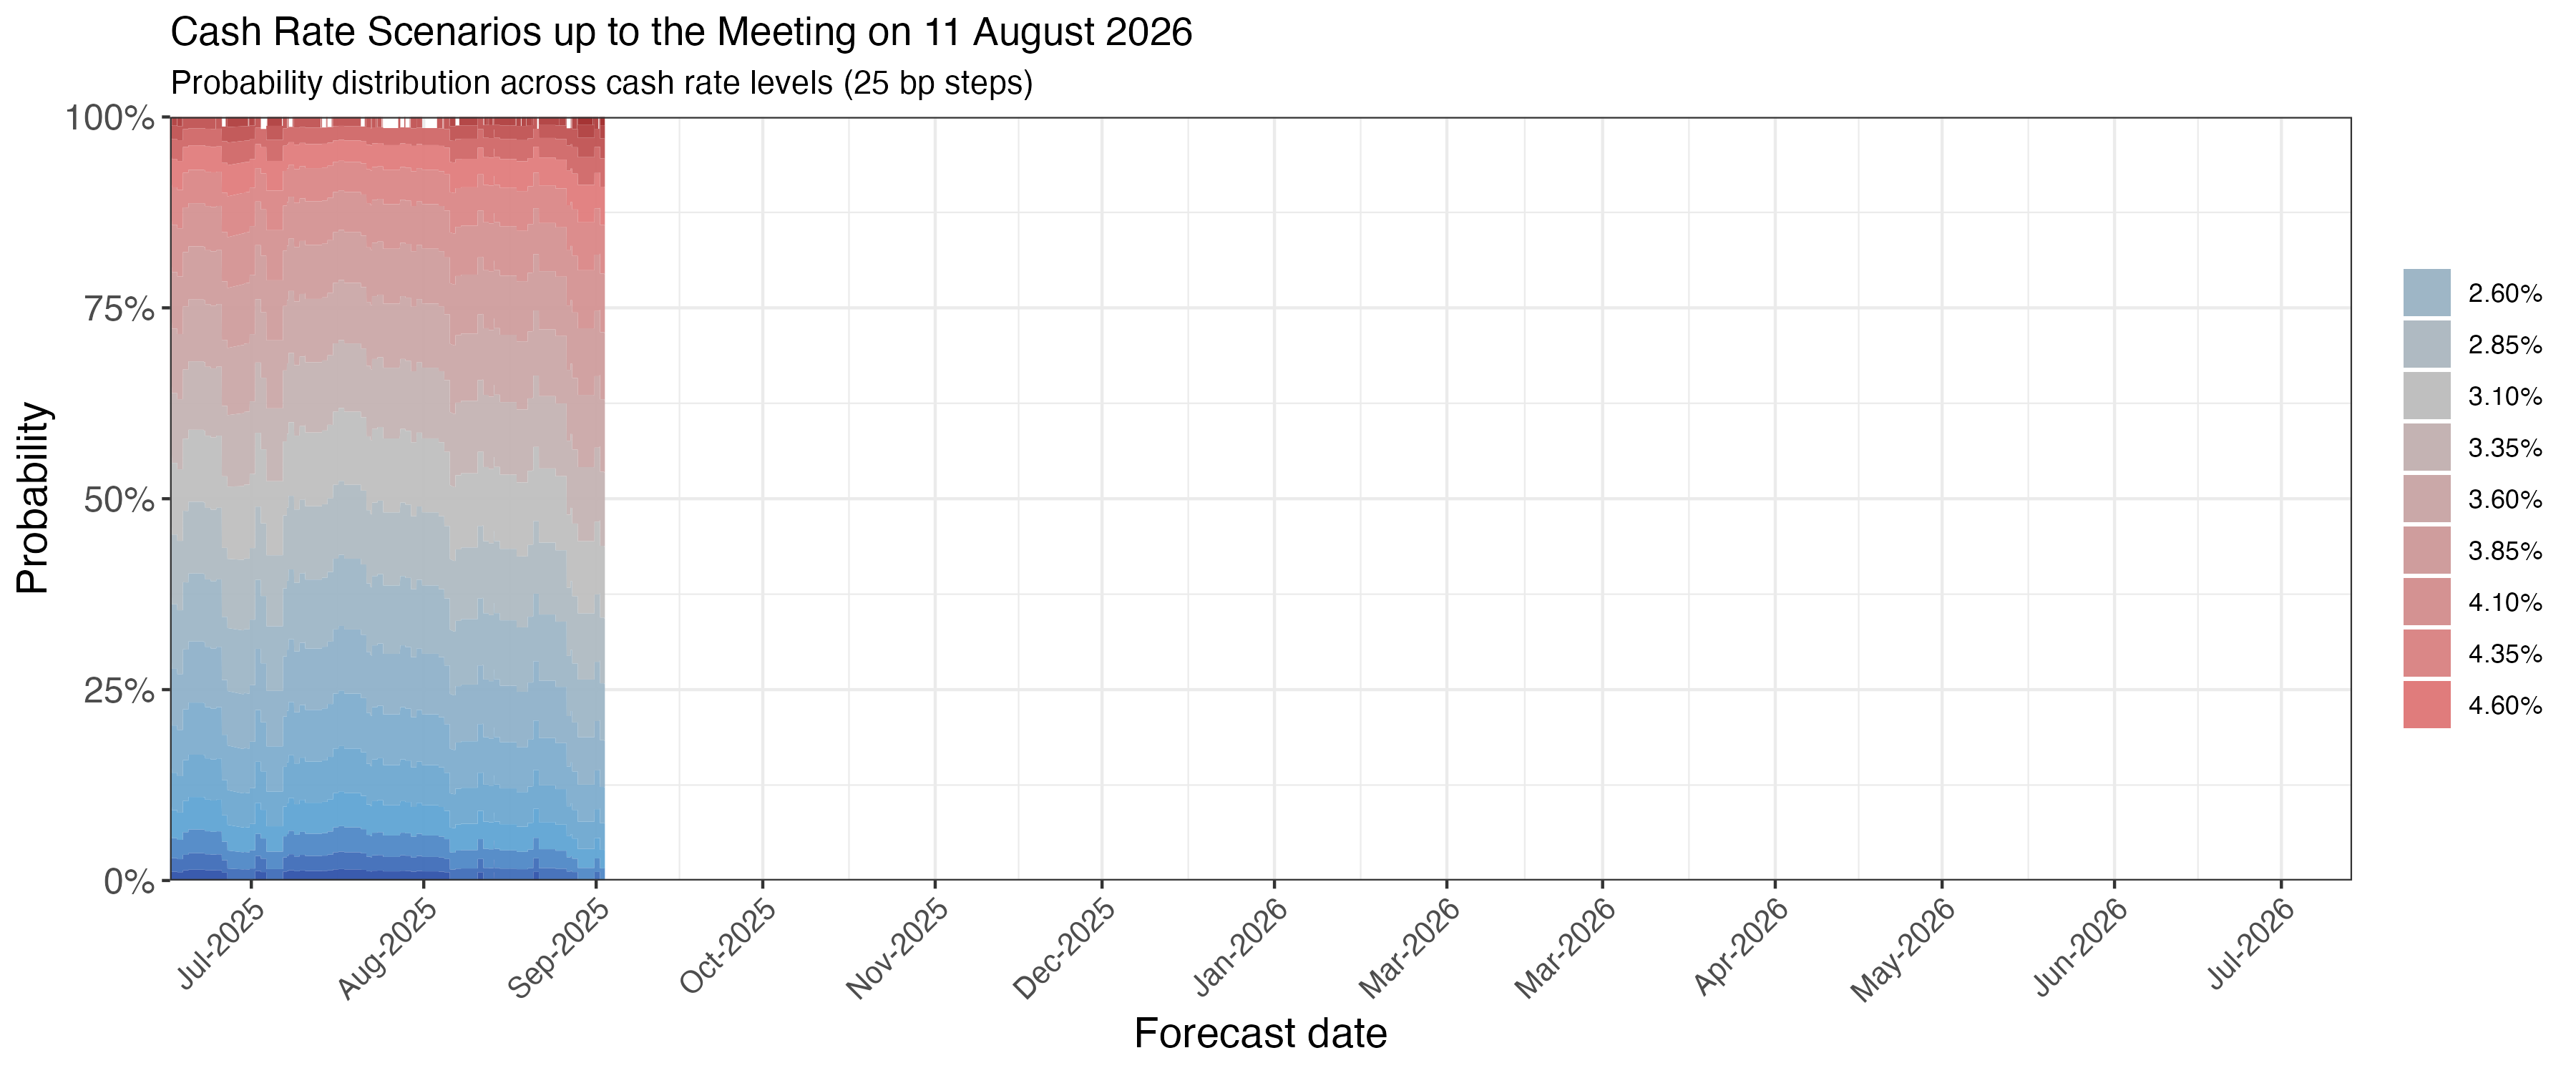 Cash Rate Scenarios up to the Meeting on 11 August 2026
Probability distribution across cash rate levels (25 bp steps)
Probability
100%
75%
50%
25%
0%
Jul-2025
Aug-2025
Sep-2025
Oct-2025
Nov-2025
Dec-2025
Jan-2026
Mar-2026
Mar-2026
Apr-2026
May-2026
Jun-2026
Jul-2026
Forecast date
2.60%
2.85%
3.10%
3.35%
3.60%
3.85%
4.10%
4.35%
4.60%